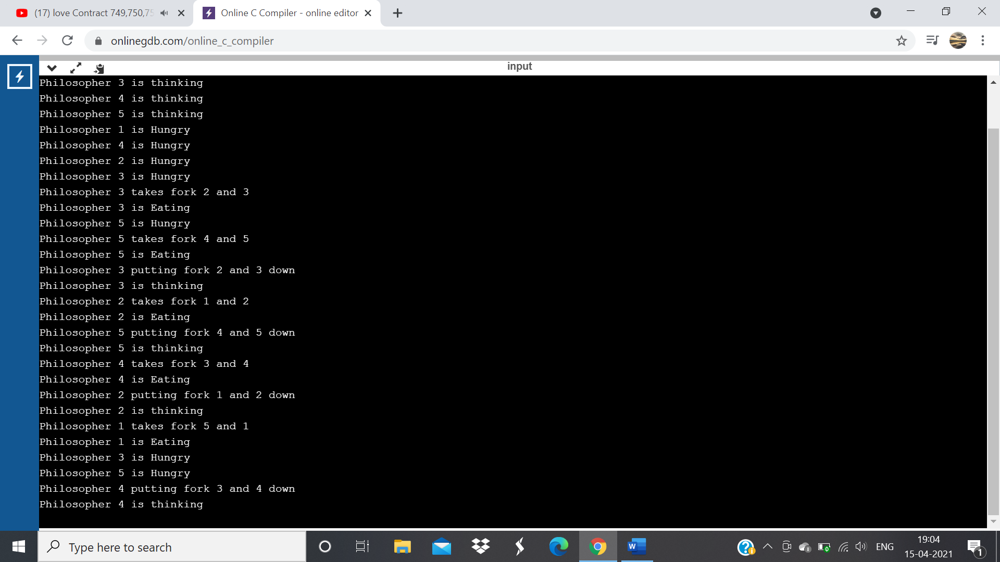 (17) love Contract 749,750,75
Online C Compiler - online editor
onlinegdb.com/online_c_compiler
input
Philosopher 3 is thinking
Philosopher 4 is thinking
Philosopher 5 is thinking
Philosopher 1 is Hungry
Philosopher 4 is Hungry
Philosopher 2 is Hungry
Philosopher 3 is Hungry
Philosopher 3 takes fork 2 and 3
Philosopher 3 is Eating
Philosopher 5 is Hungry
Philosopher 5 takes fork 4 and 5
Philosopher 5 is Eating
Philosopher 3 putting fork 2 and 3 down
Philosopher 3 is thinking
Philosopher 2 takes fork 1 and 2
Philosopher 2 is Eating
Philosopher 5 putting fork 4 and 5 down
Philosopher 5 is thinking
Philosopher 4 takes fork 3 and 4
Philosopher 4 is Eating
Philosopher 2 putting fork 1 and 2 down
Philosopher 2 is thinking
Philosopher 1 takes fork 5 and 1
Philosopher 1 is Eating
Philosopher 3 is Hungry
Philosopher 5 is Hungry
Philosopher 4 putting fork 3 and 4 down
Philosopher 4 is thinking
Type here to search
W
ENG
19:04
15-04-2021
1